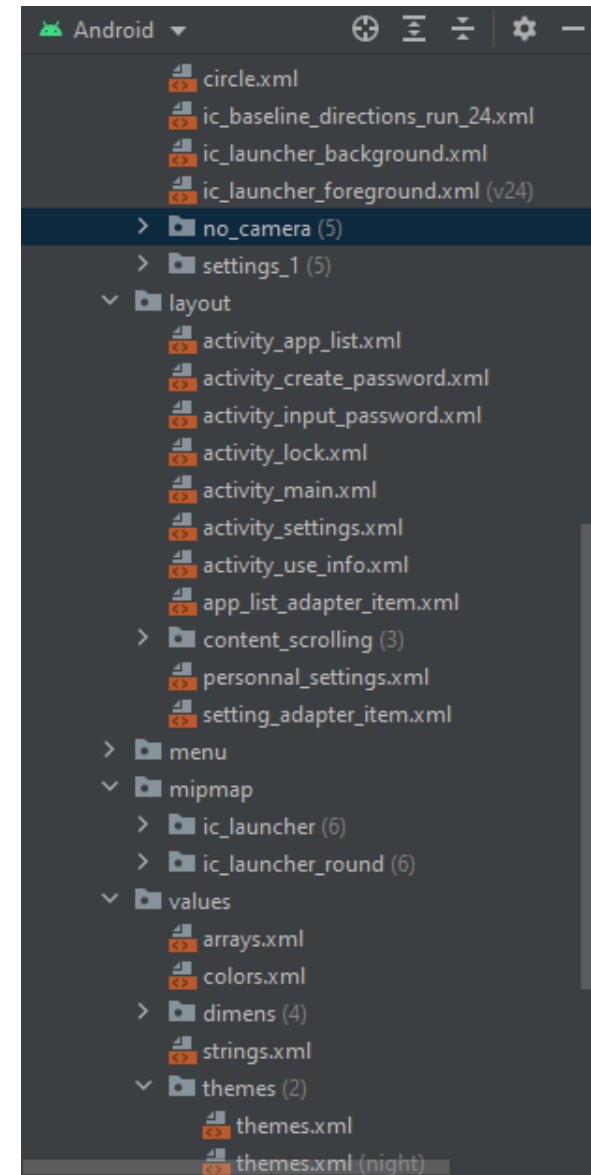 Android
circle.xml
ic_baseline_directions_run_24.xml
ic_launcher_background.xml
ic_launcher_foreground.xml (v24)
no_camera (5)
settings_1 (5)
layout
activity_app_list.xml
activity_create_password.xml
activity_input_password.xml
activity_lock.xml
activity_main.xml
activity_settings.xml
activity_use_info.xml
app_list_adapter_item.xml
content_scrolling (3)
personnal_settings.xml
setting_adapter_item.xml
menu
mipmap
ic_launcher (6)
ic_launcher_round (6)
values
arrays.xml
colors.xml
dimens (4)
strings.xml
themes (2)
themes.xml
themes.xml (night)